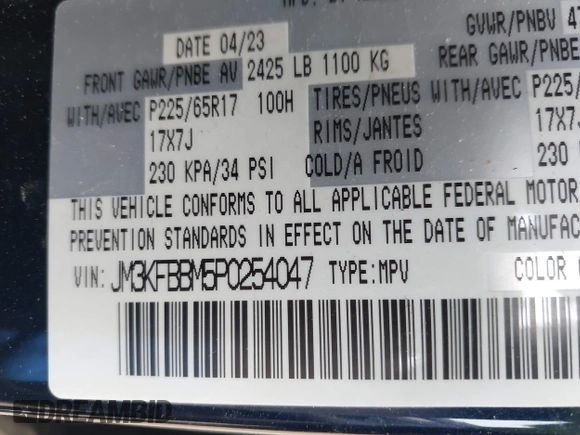 GVWR/PNBV 4
DATE 04/23
FRONT GAWR/PNBE AV 2425 LB 1100 KG REAR GAWR/PNBE
WITH/AVEC P225/65R17 100H TIRES/PNEUS WITH/AVEC P225/
17X7J RIMS/JANTES 17X7J
230 KPA/34 PSI COLD/A FROID 230
THIS VEHICLE CONFORMS TO ALL APPLICABLE FEDERAL MOTOR
PREVENTION STANDARDS IN EFFECT ON THE DATE OF MANUFAC
VIN: JM3KFBBM5P0254047 TYPE:MPV COLOR
DREAMBID